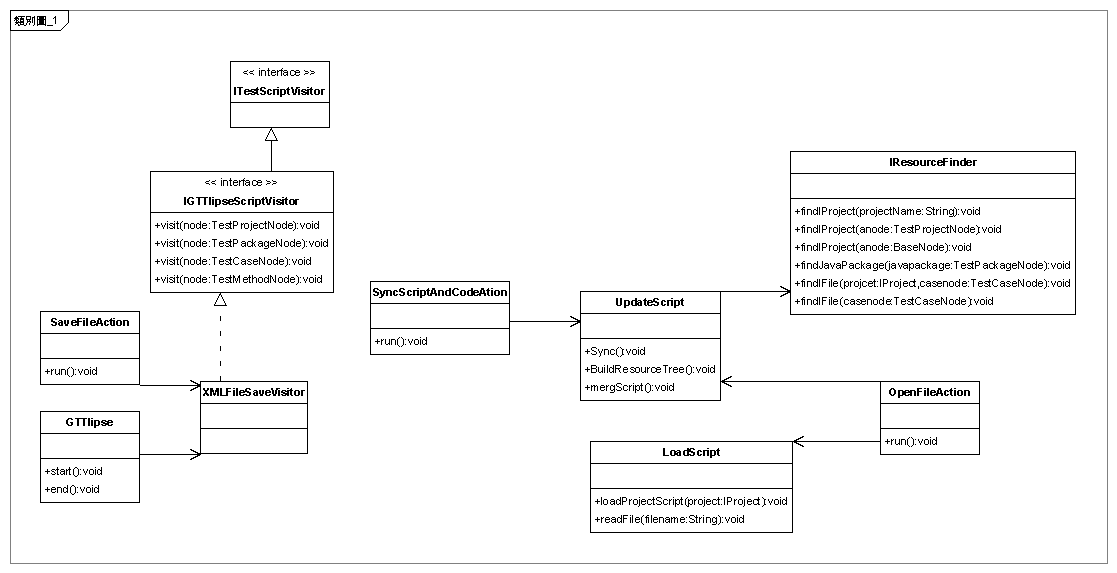 類別圖_1
<< interface >>
ITestScriptVisitor
<< interface >>
IGTTlipseScriptVisitor
+visit(node:TestProjectNode):void
+visit(node:TestPackageNode):void
+visit(node:TestCaseNode):void
+visit(node:TestMethodNode):void
SaveFileAction
+run():void
GTTlipse
+start():void
+end():void
XMLFileSaveVisitor
SyncScriptAndCodeAtion
+run():void
UpdateScript
+Sync():void
+BuildResourceTree():void
+mergScript():void
IResourceFinder
+findIProject(projectName:String):void
+findIProject(anode:TestProjectNode):void
+findIProject(anode:BaseNode):void
+findJavaPackage(javapackage:TestPackageNode):void
+findIFile(projcet:IProject,casenode:TestCaseNode):void
+findIFile(casenode:TestCaseNode):void
OpenFileAction
+run():void
LoadScript
+loadProjectScript(project:IProject):void
+readFile(filename:String):void